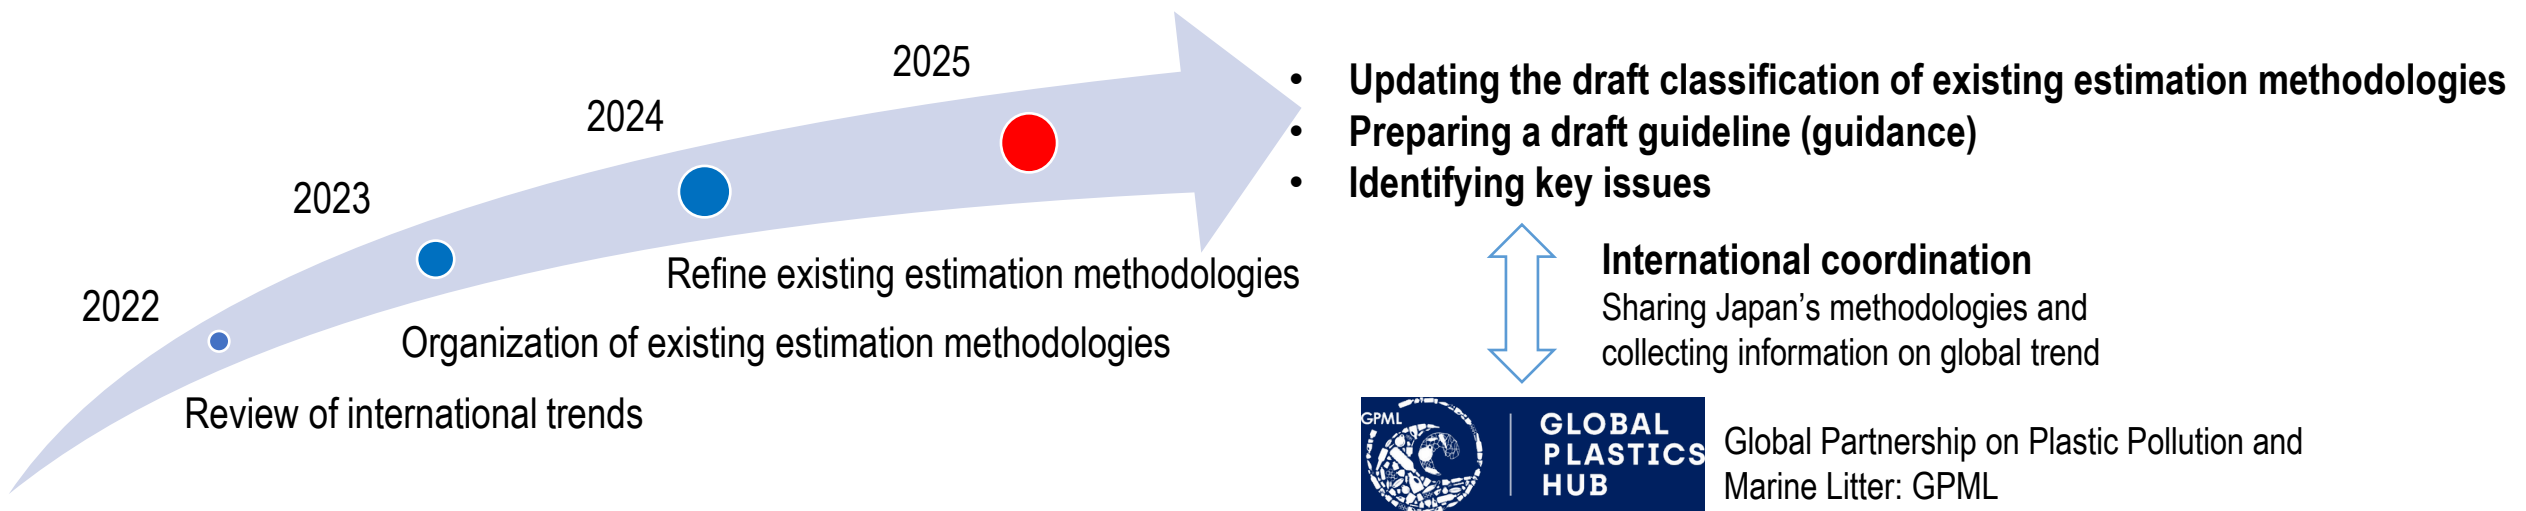 2022
Review of international trends
2023
Organization of existing estimation methodologies
2024
Refine existing estimation methodologies
2025
• Updating the draft classification of existing estimation methodologies
• Preparing a draft guideline (guidance)
• Identifying key issues
International coordination
Sharing Japan’s methodologies and
collecting information on global trend
GPML
GLOBAL
PLASTICS
HUB
Global Partnership on Plastic Pollution and
Marine Litter: GPML